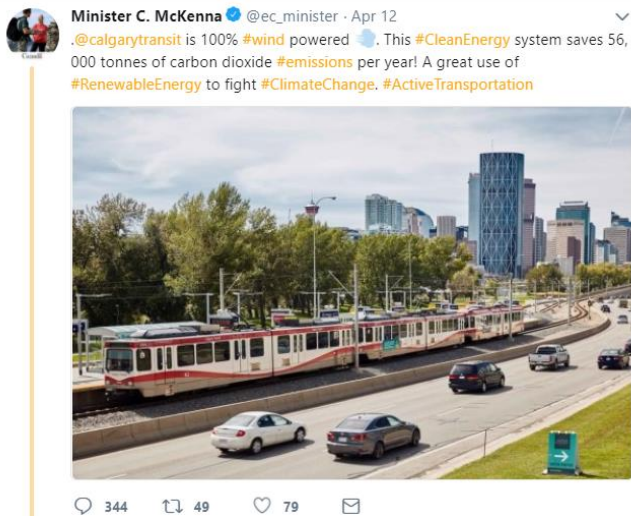 Minister C. McKenna @ec_minister · Apr 12
.@calgarytransit is 100% #wind powered 💨. This #CleanEnergy system saves 56,
000 tonnes of carbon dioxide #emissions per year! A great use of
#RenewableEnergy to fight #ClimateChange. #ActiveTransportation
344 49 79